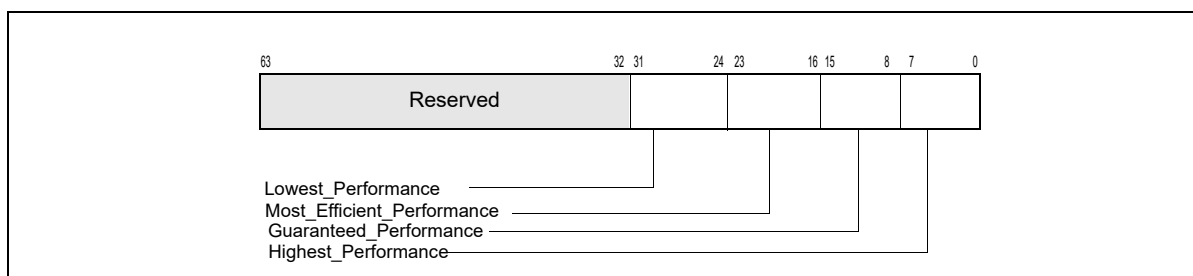 63 32 31 24 23 16 15 8 7 0
Reserved
Lowest_Performance
Most_Efficient_Performance
Guaranteed_Performance
Highest_Performance